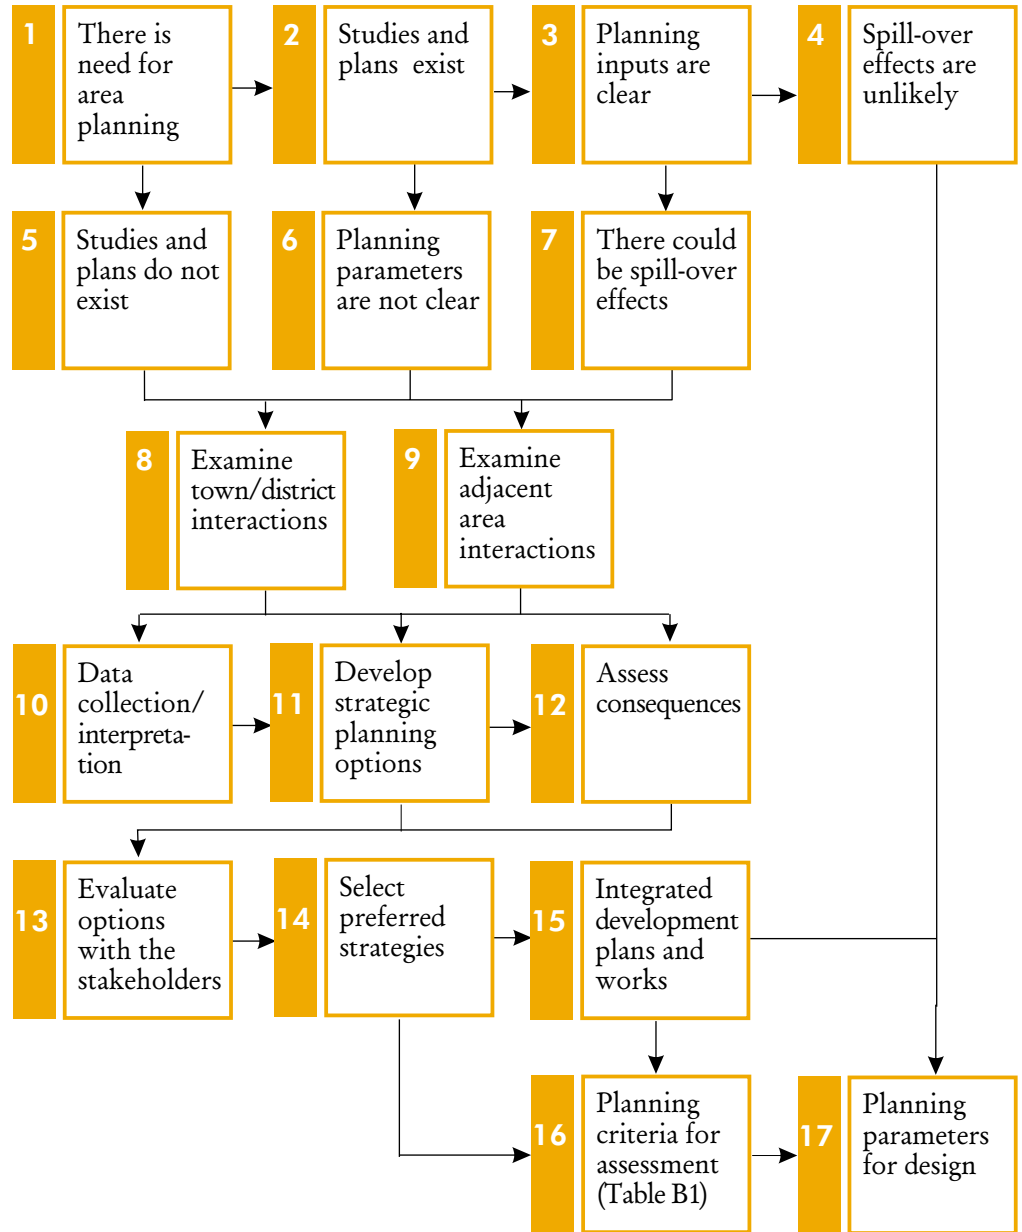 1
There is
need for
area
planning
2
Studies and
plans exist
3
Planning
inputs are
clear
4
Spill-over
effects are
unlikely
5
Studies and
plans do not
exist
6
Planning
parameters
are not clear
7
There could
be spill-over
effects
8
Examine
town/district
interactions
9
Examine
adjacent
area
interactions
10
Data
collection/
interpreta-
tion
11
Develop
strategic
planning
options
12
Assess
consequences
13
Evaluate
options
with the
stakeholders
14
Select
preferred
strategies
15
Integrated
development
plans and
works
16
Planning
criteria for
assessment
(Table B1)
17
Planning
parameters
for design